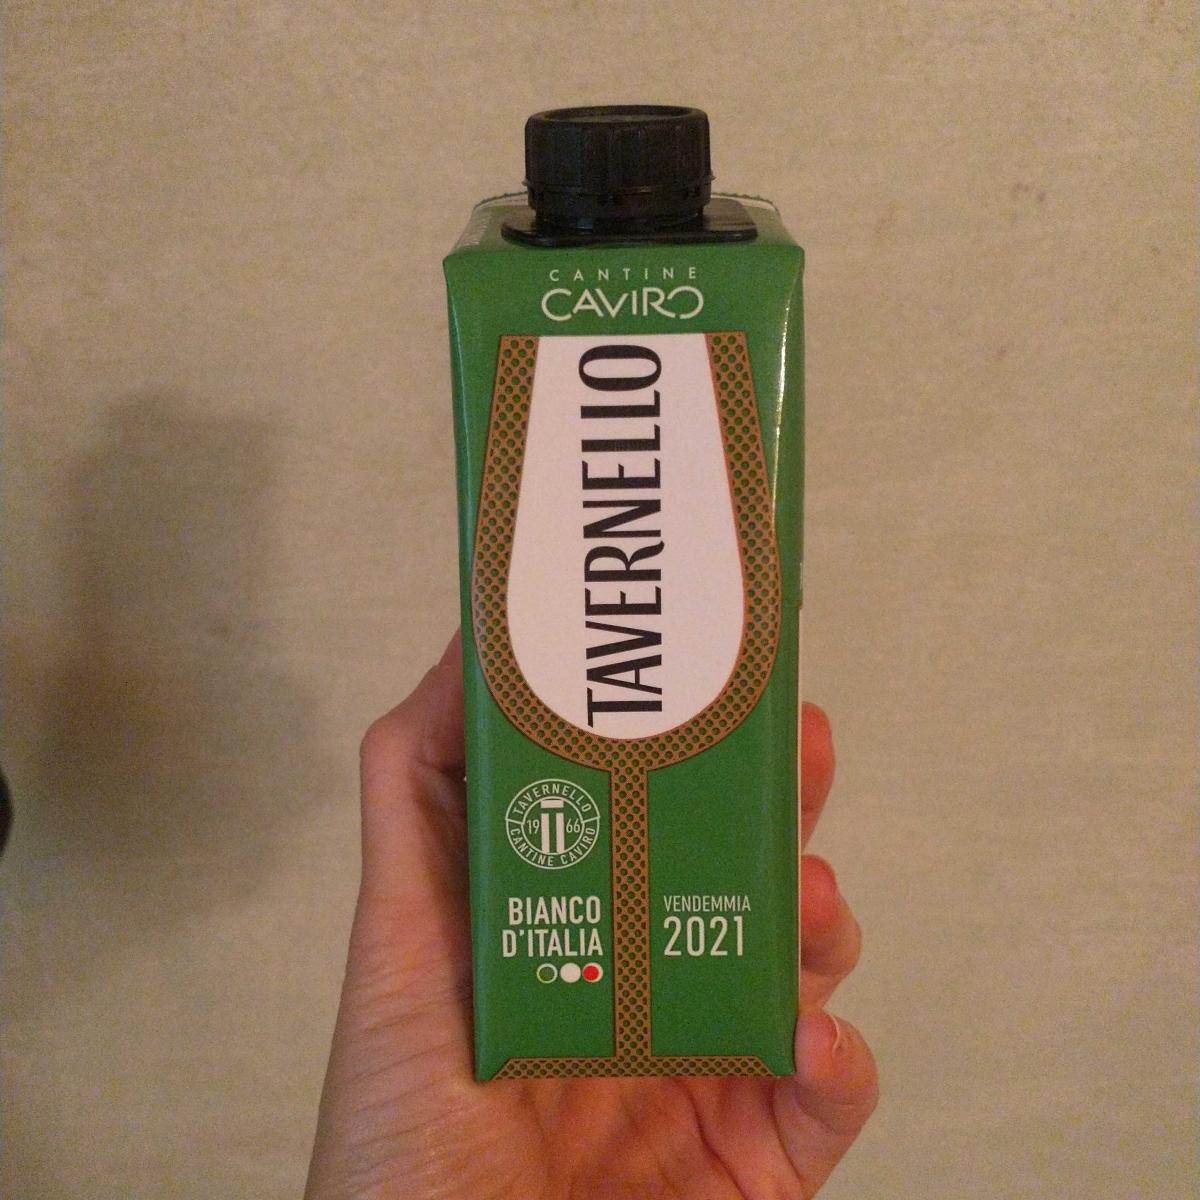 CANTINE
CAVIRO
TAVERNELLO
TAVERNELLO
19 66
CANTINE CAVIRO
BIANCO
D'ITALIA
VENDEMMIA
2021